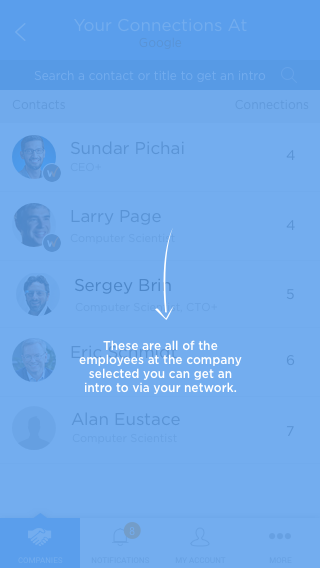 Your Connections At
Google
Search a contact or title to get an intro
Contacts Connections
Sundar Pichai
CEO+
4
Larry Page
Computer Scientist
4
Sergey Brin
Computer Scientist, CTO+
5
Eric Schmidt
6
These are all of the
employees at the company
selected you can get an
intro to via your network.
Alan Eustace
Computer Scientist
7
8
COMPANIES NOTIFICATIONS MY ACCOUNT MORE